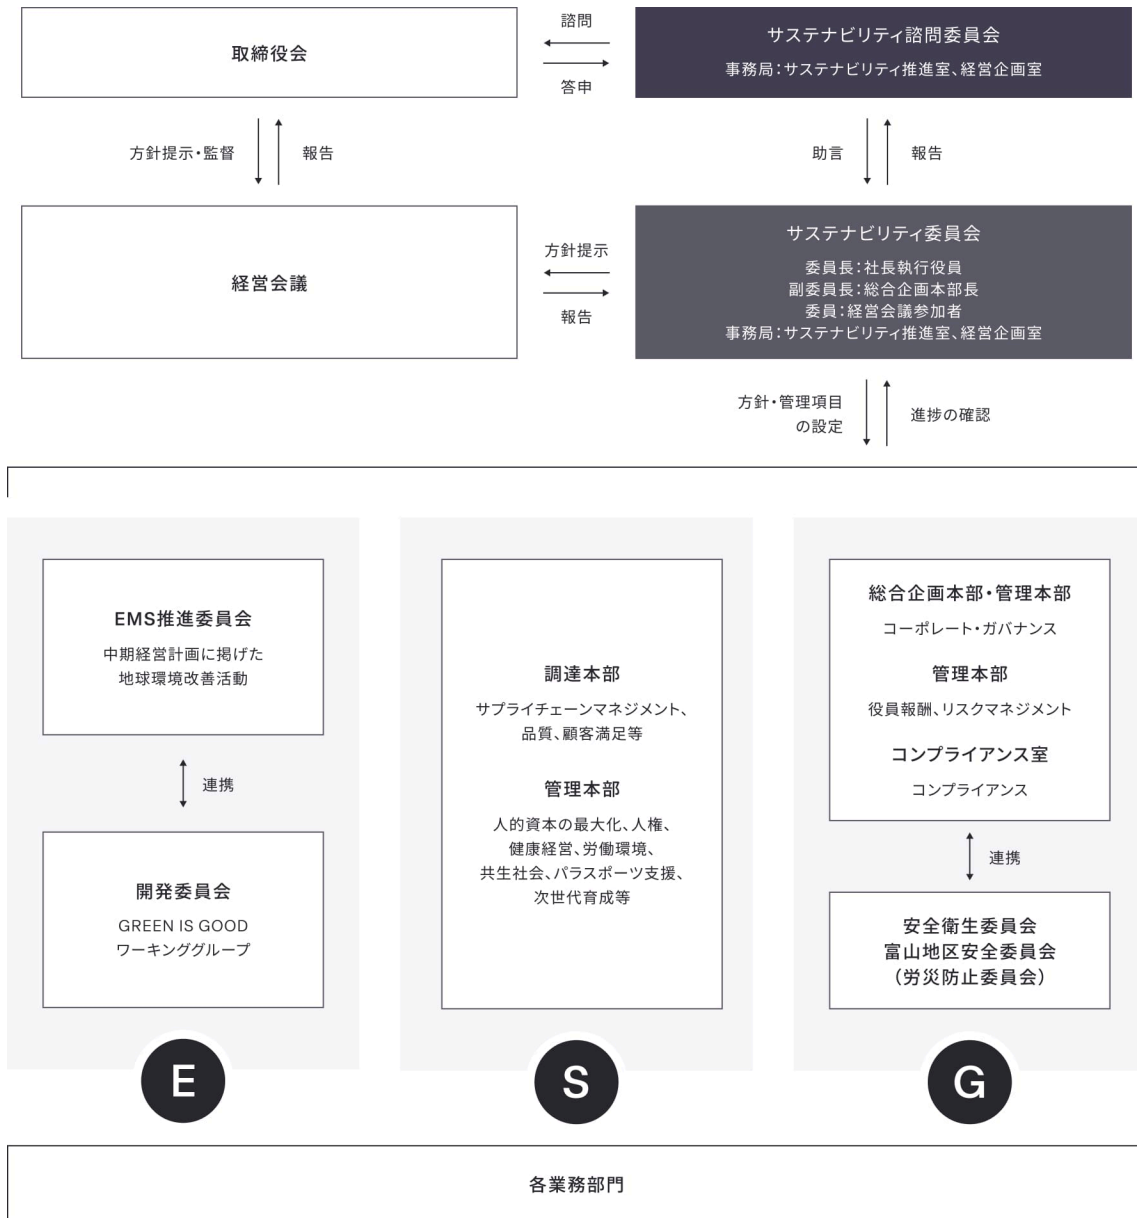 取締役会
諮問
答申
サステナビリティ諮問委員会
事務局：サステナビリティ推進室、経営企画室
方針提示・監督
報告
助言
報告
経営会議
方針提示
報告
サステナビリティ委員会
委員長：社長執行役員
副委員長：総合企画本部長
委員：経営会議参加者
事務局：サステナビリティ推進室、経営企画室
方針・管理項目
の設定
進捗の確認
EMS推進委員会
中期経営計画に掲げた
地球環境改善活動
連携
開発委員会
GREEN IS GOOD
ワーキンググループ
E
調達本部
サプライチェーンマネジメント、
品質、顧客満足等
管理本部
人的資本の最大化、人権、
健康経営、労働環境、
共生社会、パラスポーツ支援、
次世代育成等
S
総合企画本部・管理本部
コーポレート・ガバナンス
管理本部
役員報酬、リスクマネジメント
コンプライアンス室
コンプライアンス
連携
安全衛生委員会
富山地区安全委員会
（労災防止委員会）
G
各業務部門